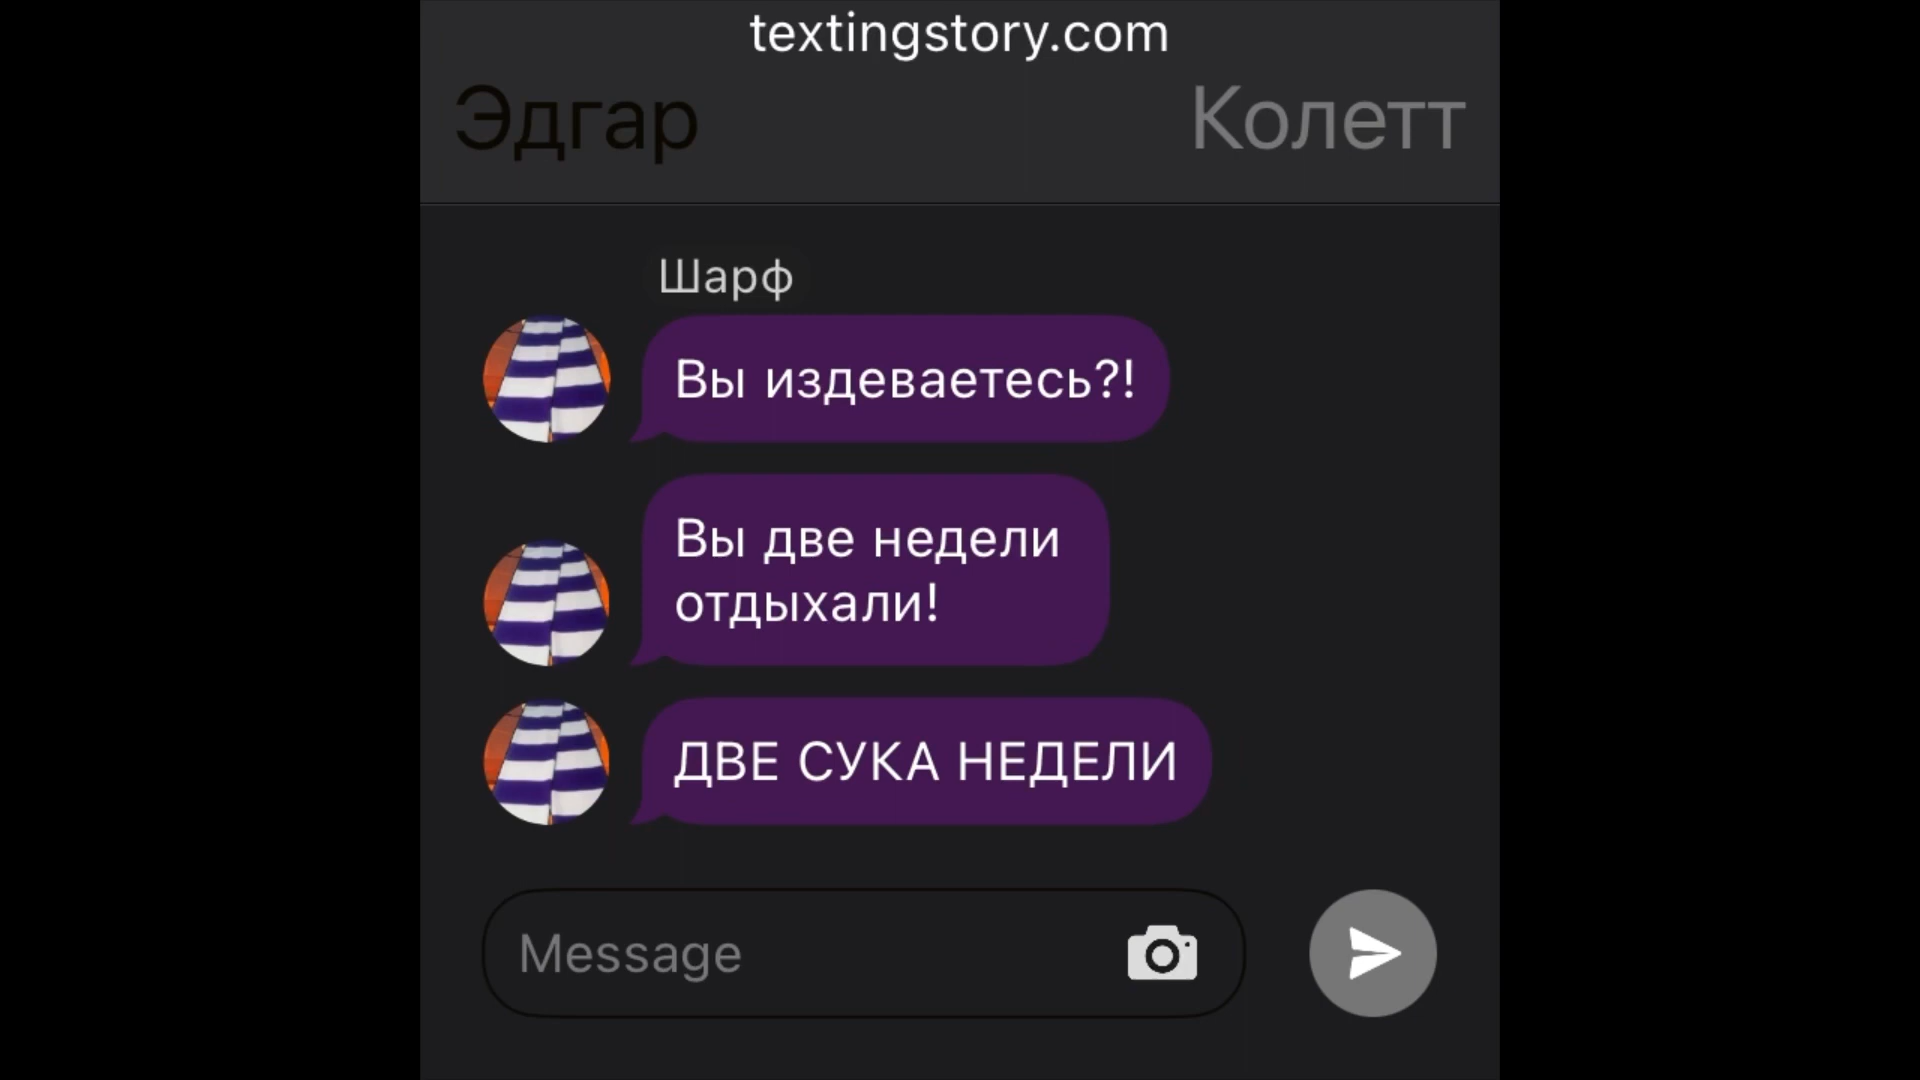 textingstory.com
Эдгар
Колетт
Шарф
Вы издеваетесь?!
Вы две недели
отдыхали!
ДВЕ СУКА НЕДЕЛИ
Message